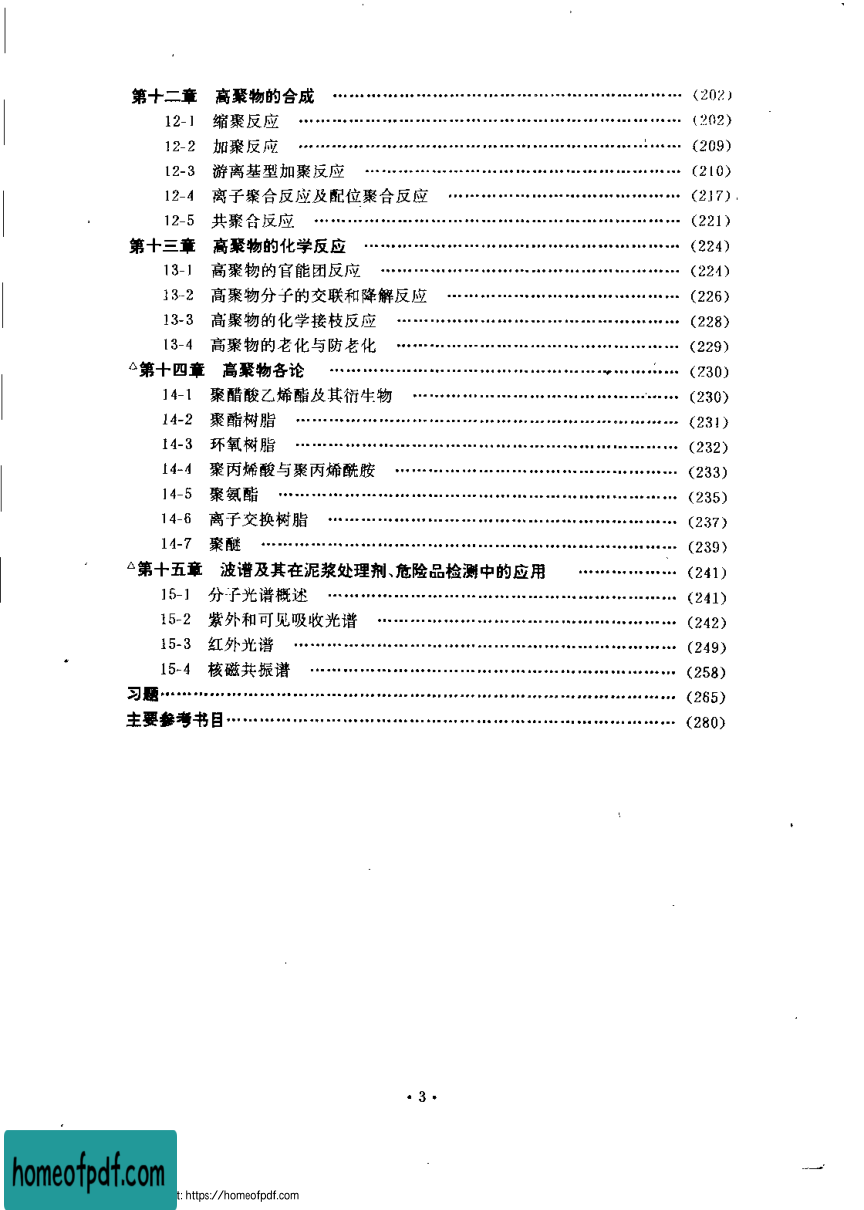 第十二章 高聚物的合成 ……………………………………………………… (202)
12-1 缩聚反应 …………………………………………………………… (202)
12-2 加聚反应 …………………………………………………………… (209)
12-3 游离基型加聚反应 ………………………………………………… (210)
12-4 离子聚合反应及配位聚合反应 …………………………………… (217)
12-5 共聚合反应 ………………………………………………………… (221)
第十三章 高聚物的化学反应 ………………………………………………… (224)
13-1 高聚物的官能团反应 ……………………………………………… (224)
13-2 高聚物分子的交联和降解反应 …………………………………… (226)
13-3 高聚物的化学接枝反应 …………………………………………… (228)
13-4 高聚物的老化与防老化 …………………………………………… (229)
△第十四章 高聚物各论 ……………………………………………………… (230)
14-1 聚醋酸乙烯酯及其衍生物 ………………………………………… (230)
14-2 聚酯树脂 …………………………………………………………… (231)
14-3 环氧树脂 …………………………………………………………… (232)
14-4 聚丙烯酸与聚丙烯酰胺 …………………………………………… (233)
14-5 聚氨酯 ……………………………………………………………… (235)
14-6 离子交换树脂 ……………………………………………………… (237)
14-7 聚醚 ………………………………………………………………… (239)
△第十五章 波谱及其在泥浆处理剂、危险品检测中的应用 ……………… (241)
15-1 分子光谱概述 ……………………………………………………… (241)
15-2 紫外和可见吸收光谱 ……………………………………………… (242)
15-3 红外光谱 …………………………………………………………… (249)
15-4 核磁共振谱 ………………………………………………………… (258)
习题……………………………………………………………………………… (265)
主要参考书目…………………………………………………………………… (280)
· 3 ·
homeofpdf.com
t: https://homeofpdf.com